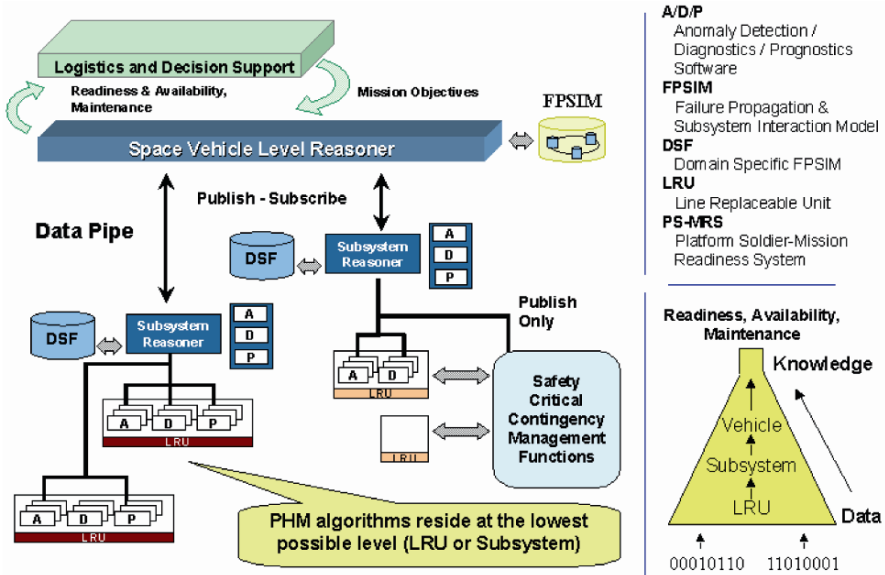 Logistics and Decision Support
Readiness & Availability,
Maintenance
Mission Objectives
FPSIM
Space Vehicle Level Reasoner
Publish - Subscribe
Data Pipe
DSF
Subsystem
Reasoner
A
D
P
DSF
Subsystem
Reasoner
A
D
P
Publish
Only
A
D
LRU
A
D
P
LRU
LRU
A
D
P
LRU
Safety
Critical
Contingency
Management
Functions
PHM algorithms reside at the lowest
possible level (LRU or Subsystem)
A/D/P
Anomaly Detection /
Diagnostics / Prognostics
Software
FPSIM
Failure Propagation &
Subsystem Interaction Model
DSF
Domain Specific FPSIM
LRU
Line Replaceable Unit
PS-MRS
Platform Soldier-Mission
Readiness System
Readiness, Availability,
Maintenance
Knowledge
Vehicle
Subsystem
LRU
Data
00010110
11010001